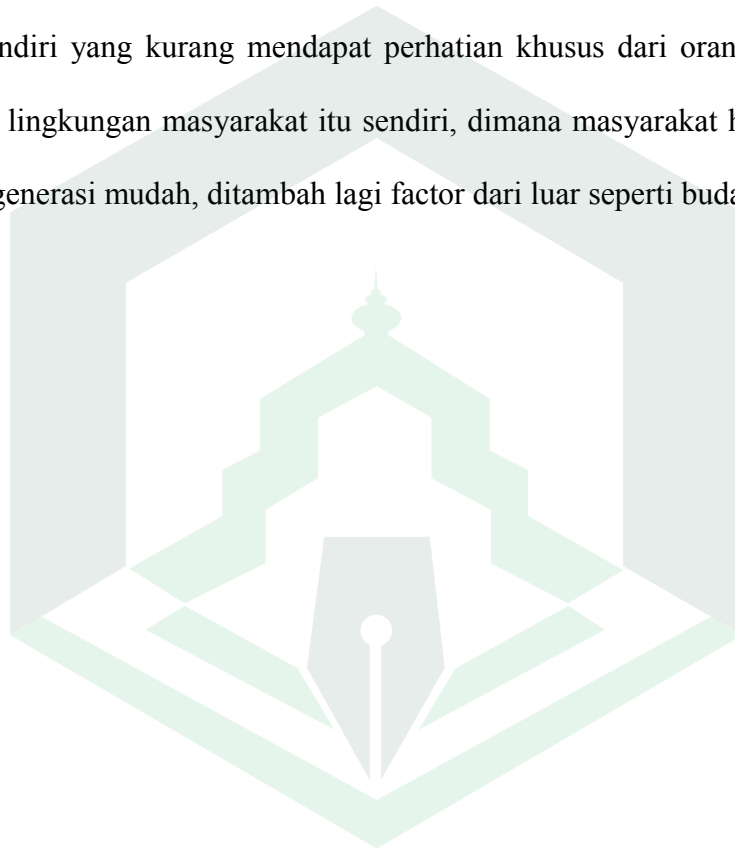 ndiri yang kurang mendapat perhatian khusus dari oran
lingkungan masyarakat itu sendiri, dimana masyarakat h
generasi mudah, ditambah lagi factor dari luar seperti buda